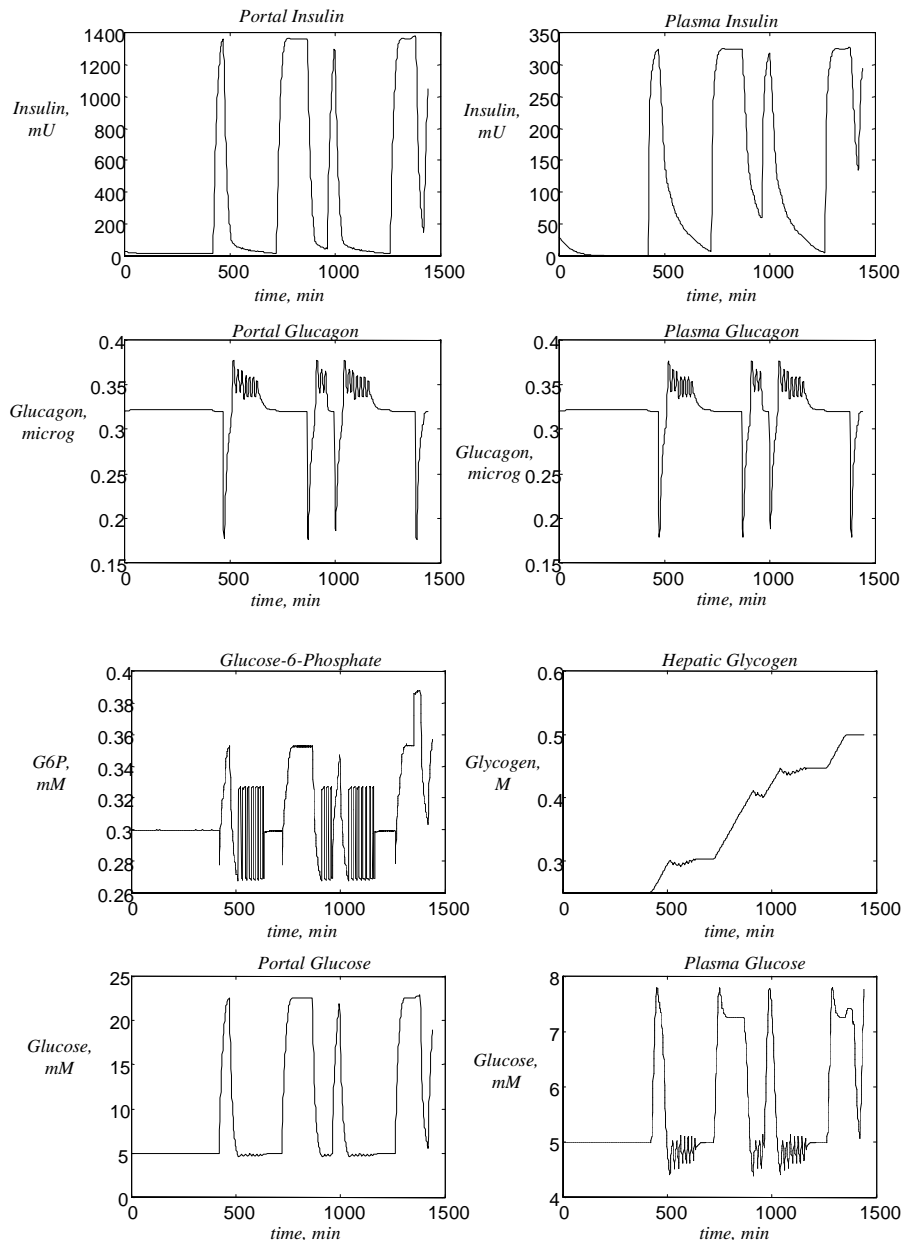 Portal Insulin
1400
1200
1000
800
600
400
200
0
Insulin,
mU
0 500 1000 1500
time, min
Plasma Insulin
350
300
250
200
150
100
50
0
Insulin,
mU
0 500 1000 1500
time, min
Portal Glucagon
0.4
0.35
0.3
0.25
0.2
0.15
Glucagon,
microg
0 500 1000 1500
time, min
Plasma Glucagon
0.4
0.35
0.3
0.25
0.2
0.15
Glucagon,
microg
0 500 1000 1500
time, min
Glucose-6-Phosphate
0.4
0.38
0.36
0.34
0.32
0.3
0.28
0.26
G6P,
mM
0 500 1000 1500
time, min
Hepatic Glycogen
0.6
0.5
0.4
0.3
Glycogen,
M
0 500 1000 1500
time, min
Portal Glucose
25
20
15
10
5
0
Glucose,
mM
0 500 1000 1500
time, min
Plasma Glucose
8
7
6
5
4
Glucose,
mM
0 500 1000 1500
time, min